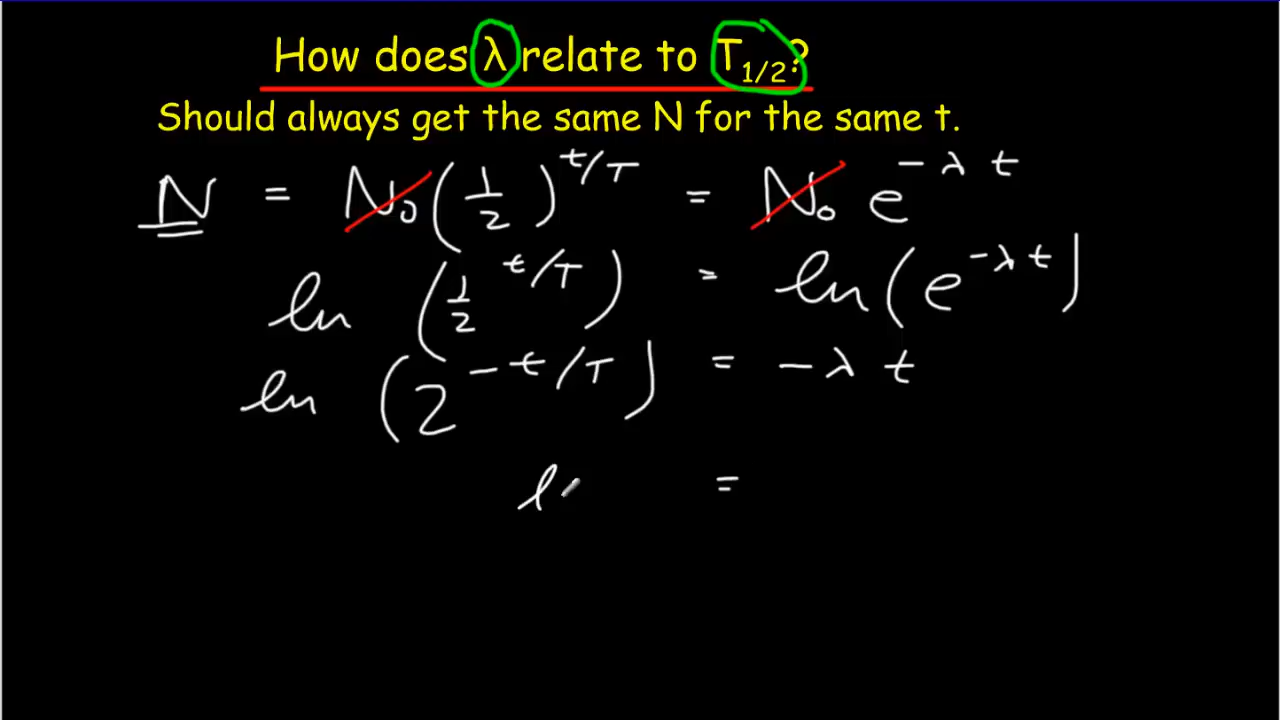 How does λ relate to T₁/₂?
Should always get the same N for the same t.
N = N₀ (1/2)^t/T = N₀ e^-λt
ln (1/2^t/T) = ln(e^-λt)
ln (2^-t/T) = -λt
=